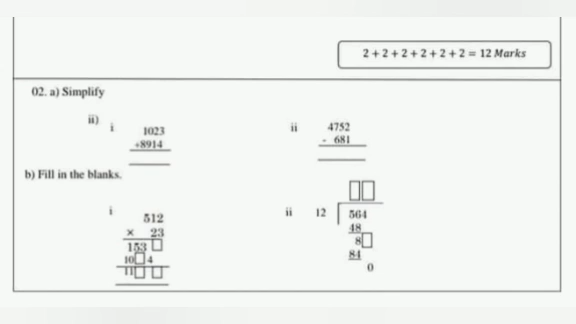 2 + 2 + 2 + 2 + 2 + 2 = 12 Marks
02. a) Simplify
ii)
i 1023 ii 4752
+8914 - 681
b) Fill in the blanks.
□□
i 512 ii 12 564
× 23 48
153□ 8□
10□4 84
11□□ 0